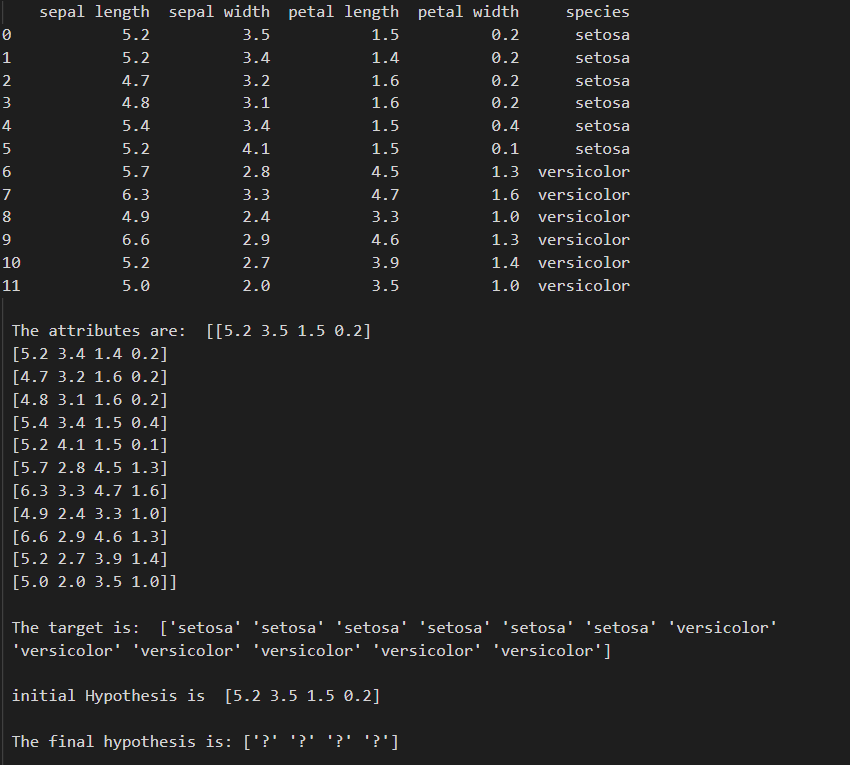 sepal length sepal width petal length petal width species
0 5.2 3.5 1.5 0.2 setosa
1 5.2 3.4 1.4 0.2 setosa
2 4.7 3.2 1.6 0.2 setosa
3 4.8 3.1 1.6 0.2 setosa
4 5.4 3.4 1.5 0.4 setosa
5 5.2 4.1 1.5 0.1 setosa
6 5.7 2.8 4.5 1.3 versicolor
7 6.3 3.3 4.7 1.6 versicolor
8 4.9 2.4 3.3 1.0 versicolor
9 6.6 2.9 4.6 1.3 versicolor
10 5.2 2.7 3.9 1.4 versicolor
11 5.0 2.0 3.5 1.0 versicolor
The attributes are: [[5.2 3.5 1.5 0.2]
[5.2 3.4 1.4 0.2]
[4.7 3.2 1.6 0.2]
[4.8 3.1 1.6 0.2]
[5.4 3.4 1.5 0.4]
[5.2 4.1 1.5 0.1]
[5.7 2.8 4.5 1.3]
[6.3 3.3 4.7 1.6]
[4.9 2.4 3.3 1.0]
[6.6 2.9 4.6 1.3]
[5.2 2.7 3.9 1.4]
[5.0 2.0 3.5 1.0]]
The target is: ['setosa' 'setosa' 'setosa' 'setosa' 'setosa' 'setosa' 'versicolor'
'versicolor' 'versicolor' 'versicolor' 'versicolor' 'versicolor']
initial Hypothesis is [5.2 3.5 1.5 0.2]
The final hypothesis is: ['?' '?' '?' '?']